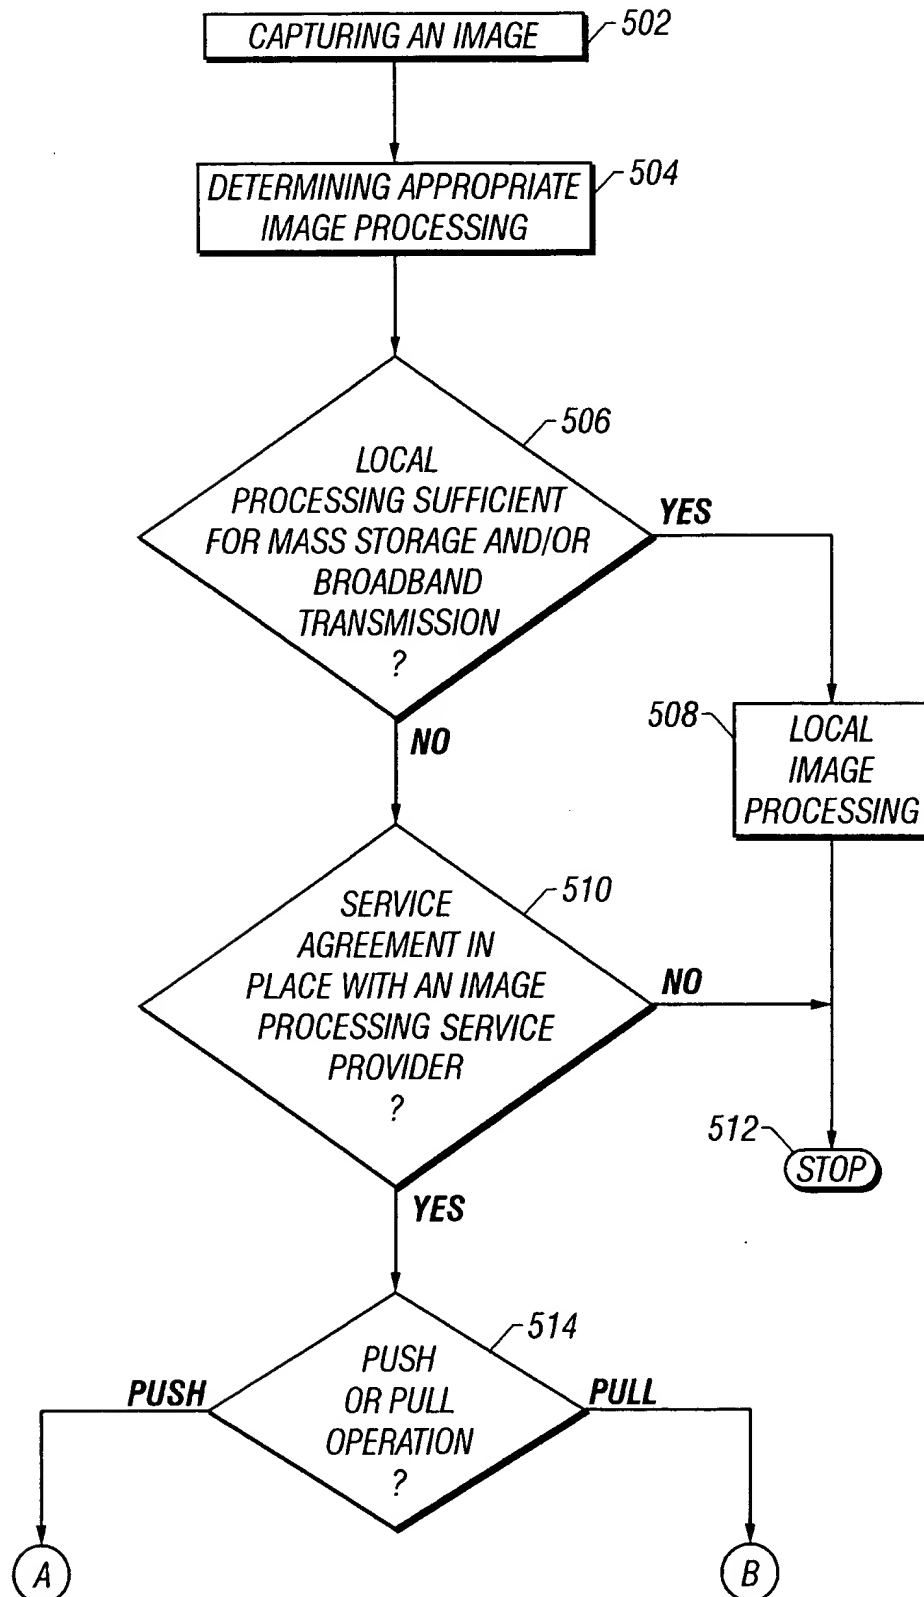 CAPTURING AN IMAGE
502
DETERMINING APPROPRIATE
IMAGE PROCESSING
504
506
LOCAL
PROCESSING SUFFICIENT
FOR MASS STORAGE AND/OR
BROADBAND
TRANSMISSION
?
YES
NO
508
LOCAL
IMAGE
PROCESSING
510
SERVICE
AGREEMENT IN
PLACE WITH AN IMAGE
PROCESSING SERVICE
PROVIDER
?
NO
YES
512
STOP
514
PUSH
OR PULL
OPERATION
?
PUSH
PULL
A
B